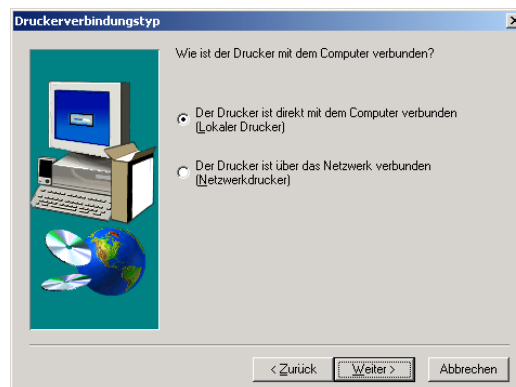 Druckerverbindungstyp
Wie ist der Drucker mit dem Computer verbunden?
Der Drucker ist direkt mit dem Computer verbunden
(Lokaler Drucker)
Der Drucker ist über das Netzwerk verbunden
(Netzwerkdrucker)
< Zurück
Weiter >
Abbrechen